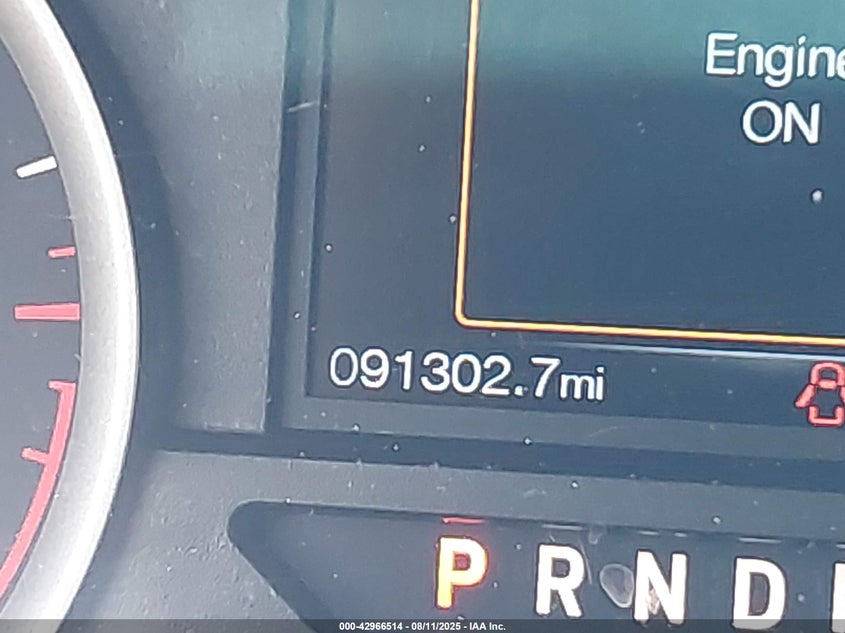 Engine
ON
091302.7mi
P R N D
000-42966514 - 08/11/2025 - IAA Inc.